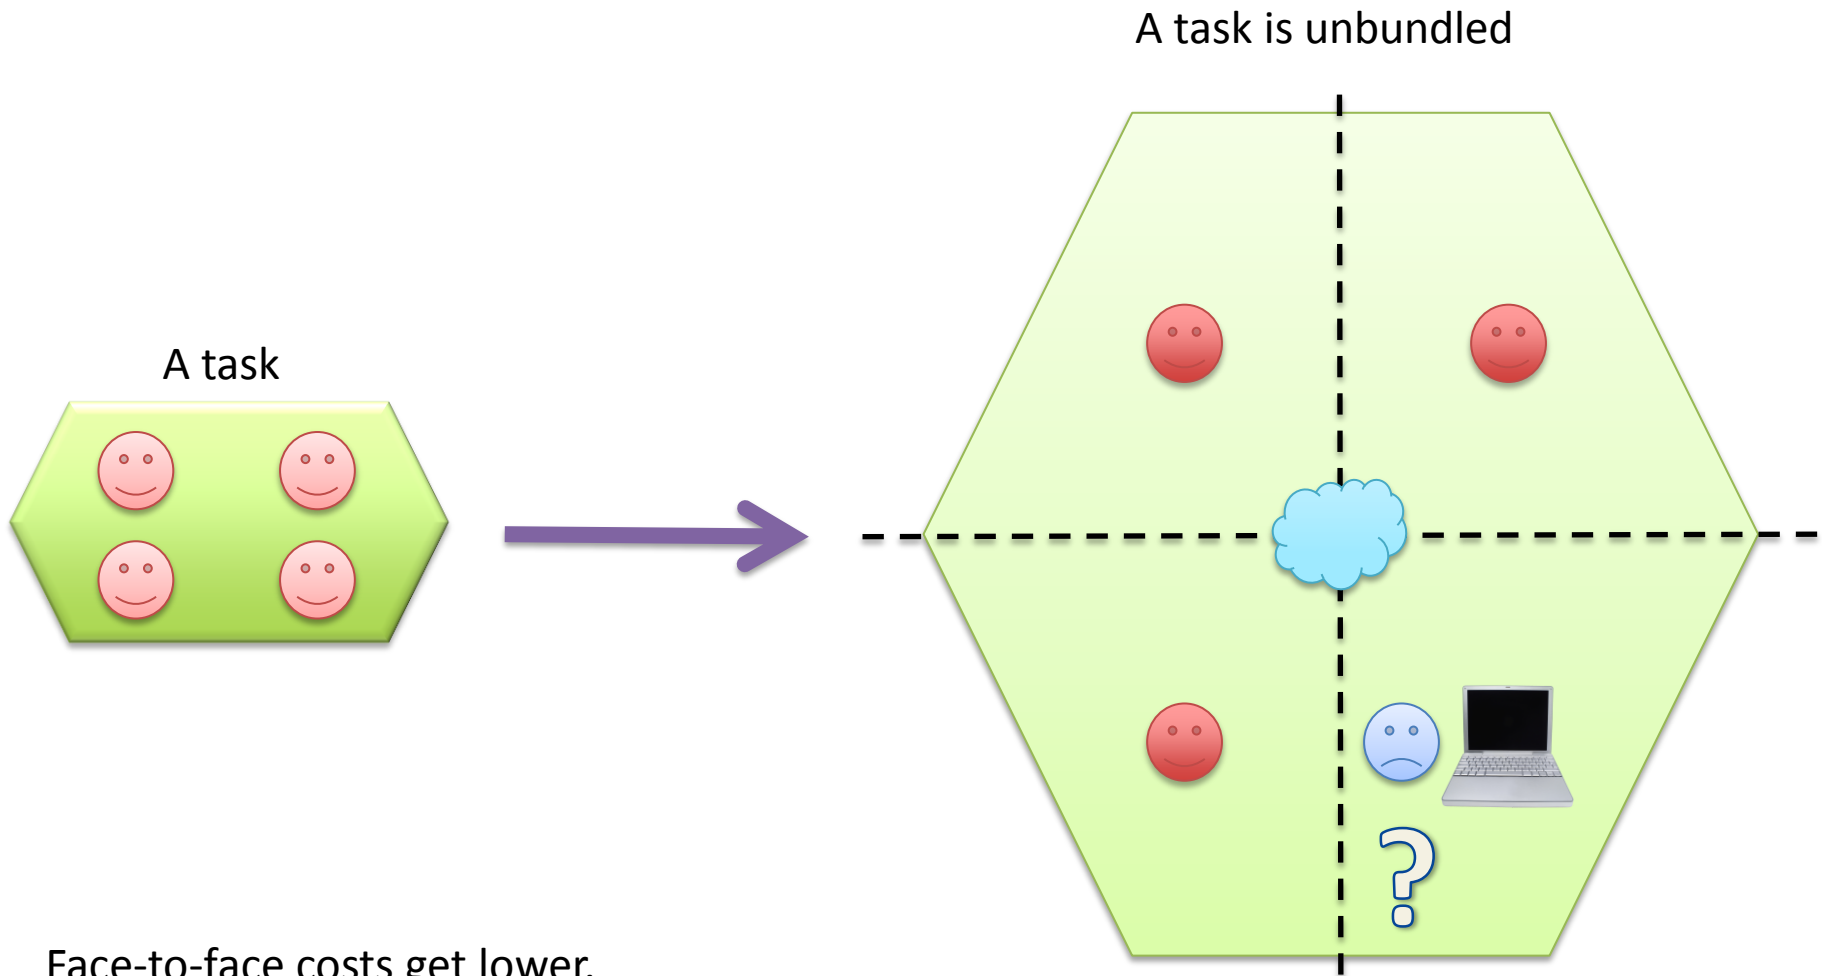 A task is unbundled
A task
?
Face-to-face costs get lower.